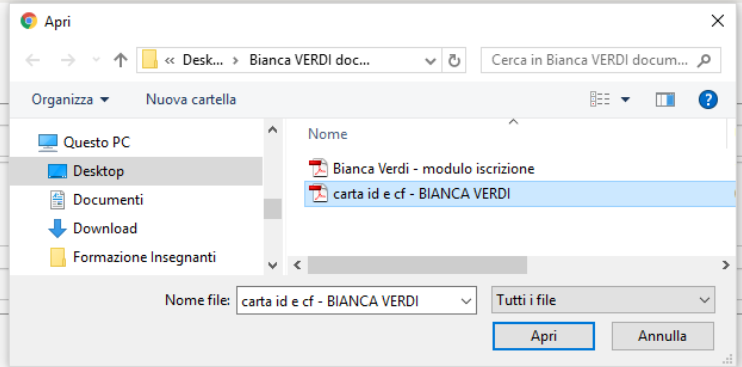 Apri
« Desk... › Bianca VERDI doc...
Cerca in Bianca VERDI docum...
Organizza
Nuova cartella
Questo PC
Desktop
Documenti
Download
Formazione Insegnanti
Nome
Bianca Verdi - modulo iscrizione
carta id e cf - BIANCA VERDI
Nome file: carta id e cf - BIANCA VERDI
Tutti i file
Apri
Annulla